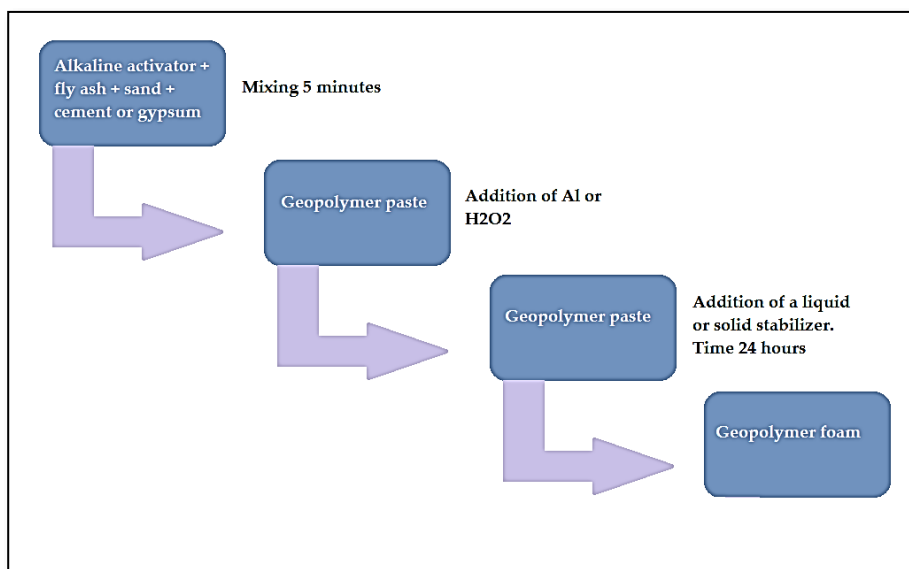 Alkaline activator +
fly ash + sand +
cement or gypsum
Mixing 5 minutes
Geopolymer paste
Addition of Al or
H2O2
Geopolymer paste
Addition of a liquid
or solid stabilizer.
Time 24 hours
Geopolymer foam